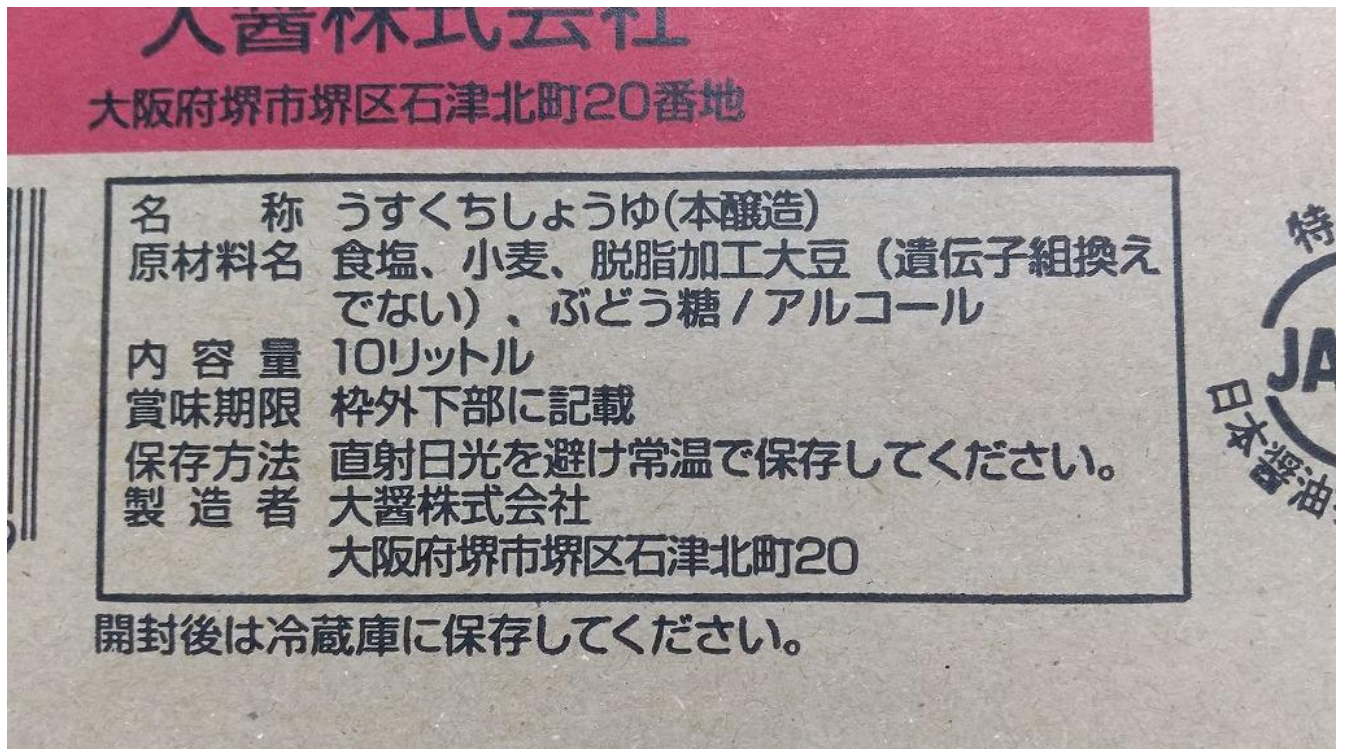 大醤株式会社
大阪府堺市堺区石津北町20番地
名 称 うすくちしょうゆ(本醸造)
原材料名 食塩、小麦、脱脂加工大豆（遺伝子組換え
でない）、ぶどう糖/アルコール
内容量 10リットル
賞味期限 枠外下部に記載
保存方法 直射日光を避け常温で保存してください。
製造者 大醤株式会社
大阪府堺市堺区石津北町20
開封後は冷蔵庫に保存してください。
特
JA
日本醤油